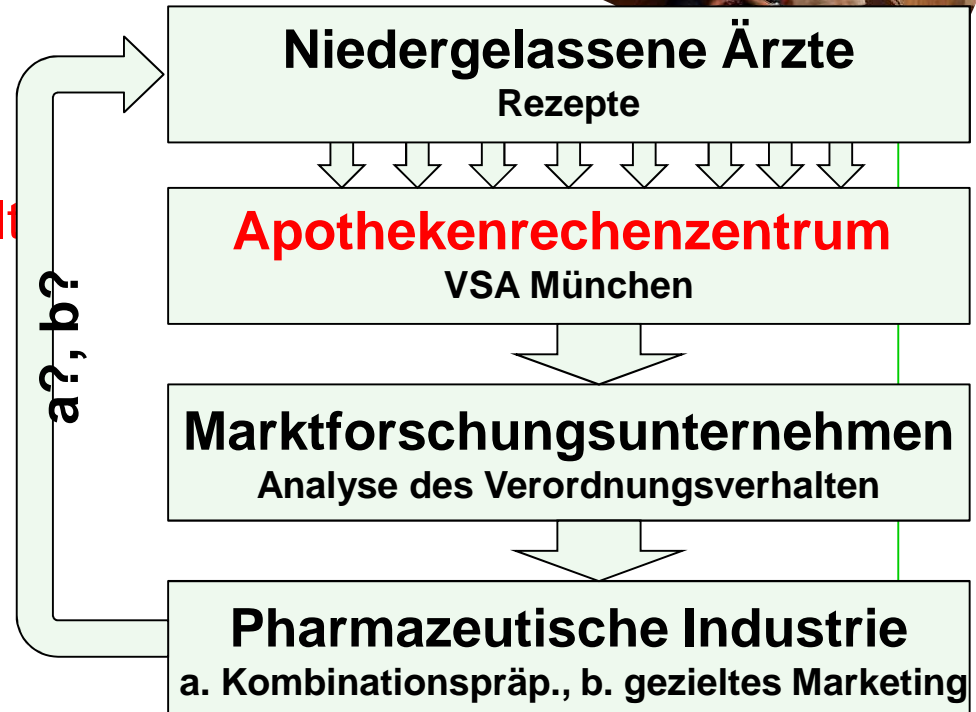 Niedergelassene Ärzte
Rezepte
Apothekenrechenzentrum
VSA München
a?, b?
Marktforschungsunternehmen
Analyse des Verordnungsverhalten
Pharmazeutische Industrie
a. Kombinationspräp., b. gezieltes Marketing